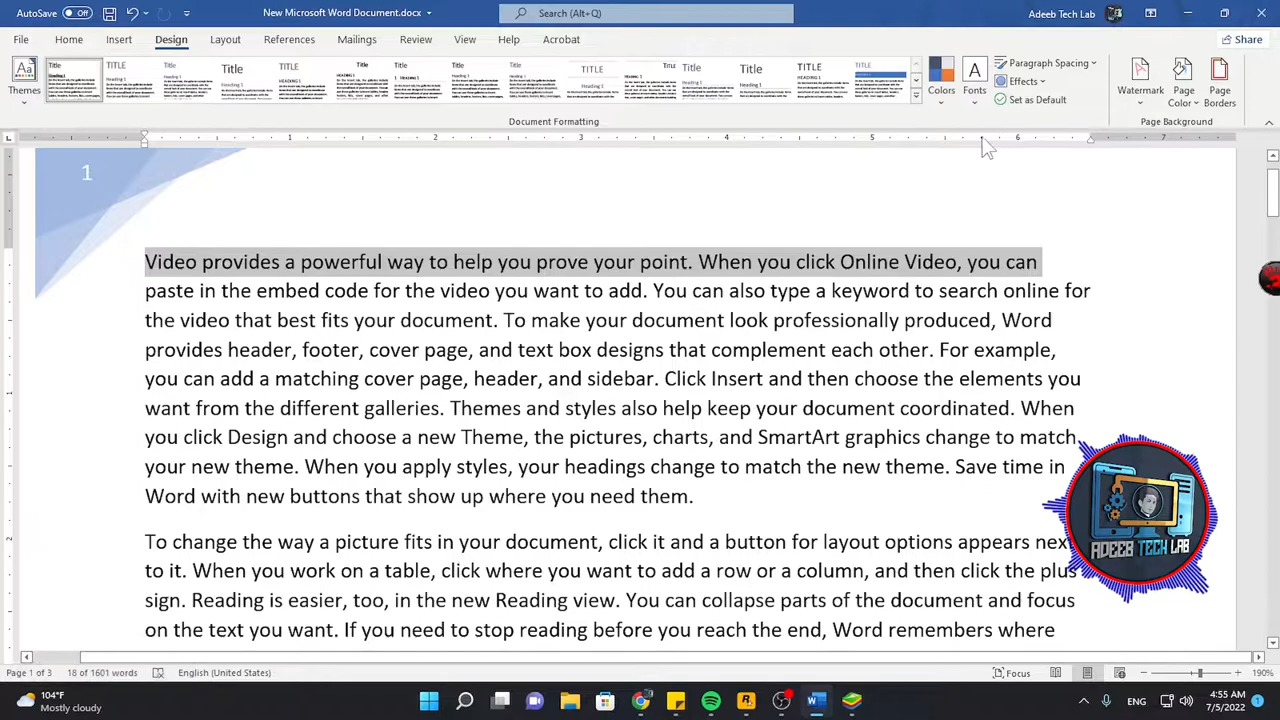 AutoSave Off New Microsoft Word Document.docx Search (Alt+Q) Adeeb Tech Lab
File Home Insert Design Layout References Mailings Review View Help Acrobat Share
Themes Colors Fonts Paragraph Spacing Effects Set as Default Watermark Page Color Page Borders
Document Formatting Page Background
1 2 3 4 5 6 7
1
Video provides a powerful way to help you prove your point. When you click Online Video, you can
paste in the embed code for the video you want to add. You can also type a keyword to search online for
the video that best fits your document. To make your document look professionally produced, Word
provides header, footer, cover page, and text box designs that complement each other. For example,
you can add a matching cover page, header, and sidebar. Click Insert and then choose the elements you
want from the different galleries. Themes and styles also help keep your document coordinated. When
you click Design and choose a new Theme, the pictures, charts, and SmartArt graphics change to match
your new theme. When you apply styles, your headings change to match the new theme. Save time in
Word with new buttons that show up where you need them.
ADEEB TECH LAB
To change the way a picture fits in your document, click it and a button for layout options appears next
to it. When you work on a table, click where you want to add a row or a column, and then click the plus
sign. Reading is easier, too, in the new Reading view. You can collapse parts of the document and focus
on the text you want. If you need to stop reading before you reach the end, Word remembers where
Page 1 of 3 18 of 1601 words English (United States) Focus 190%
104°F
Mostly cloudy
ENG
4:55 AM
7/5/2022